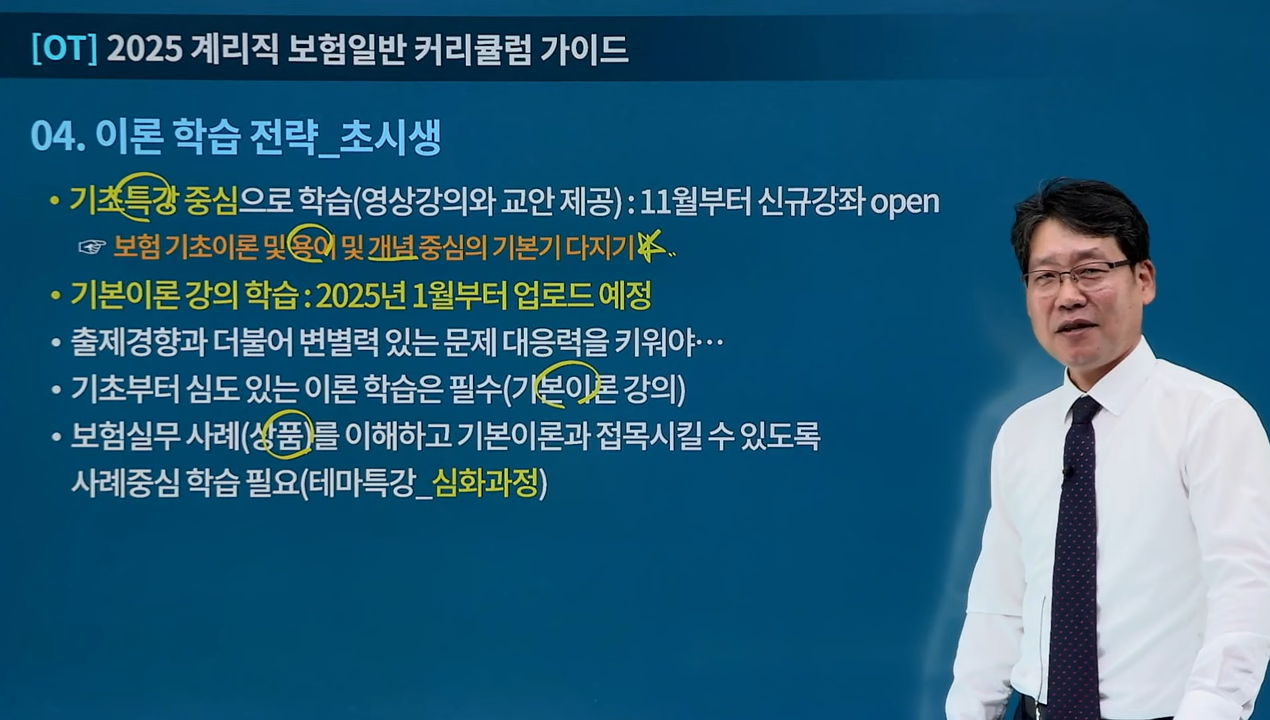 [OT] 2025 계리직 보험일반 커리큘럼 가이드
04. 이론 학습 전략_초시생
• 기초특강 중심으로 학습(영상강의와 교안 제공) : 11월부터 신규강좌 open
☞ 보험 기초이론 및 용어 및 개념 중심의 기본기 다지기
• 기본이론 강의 학습 : 2025년 1월부터 업로드 예정
• 출제경향과 더불어 변별력 있는 문제 대응력을 키워야…
• 기초부터 심도 있는 이론 학습은 필수(기본이론 강의)
• 보험실무 사례(상품)를 이해하고 기본이론과 접목시킬 수 있도록
사례중심 학습 필요(테마특강_심화과정)